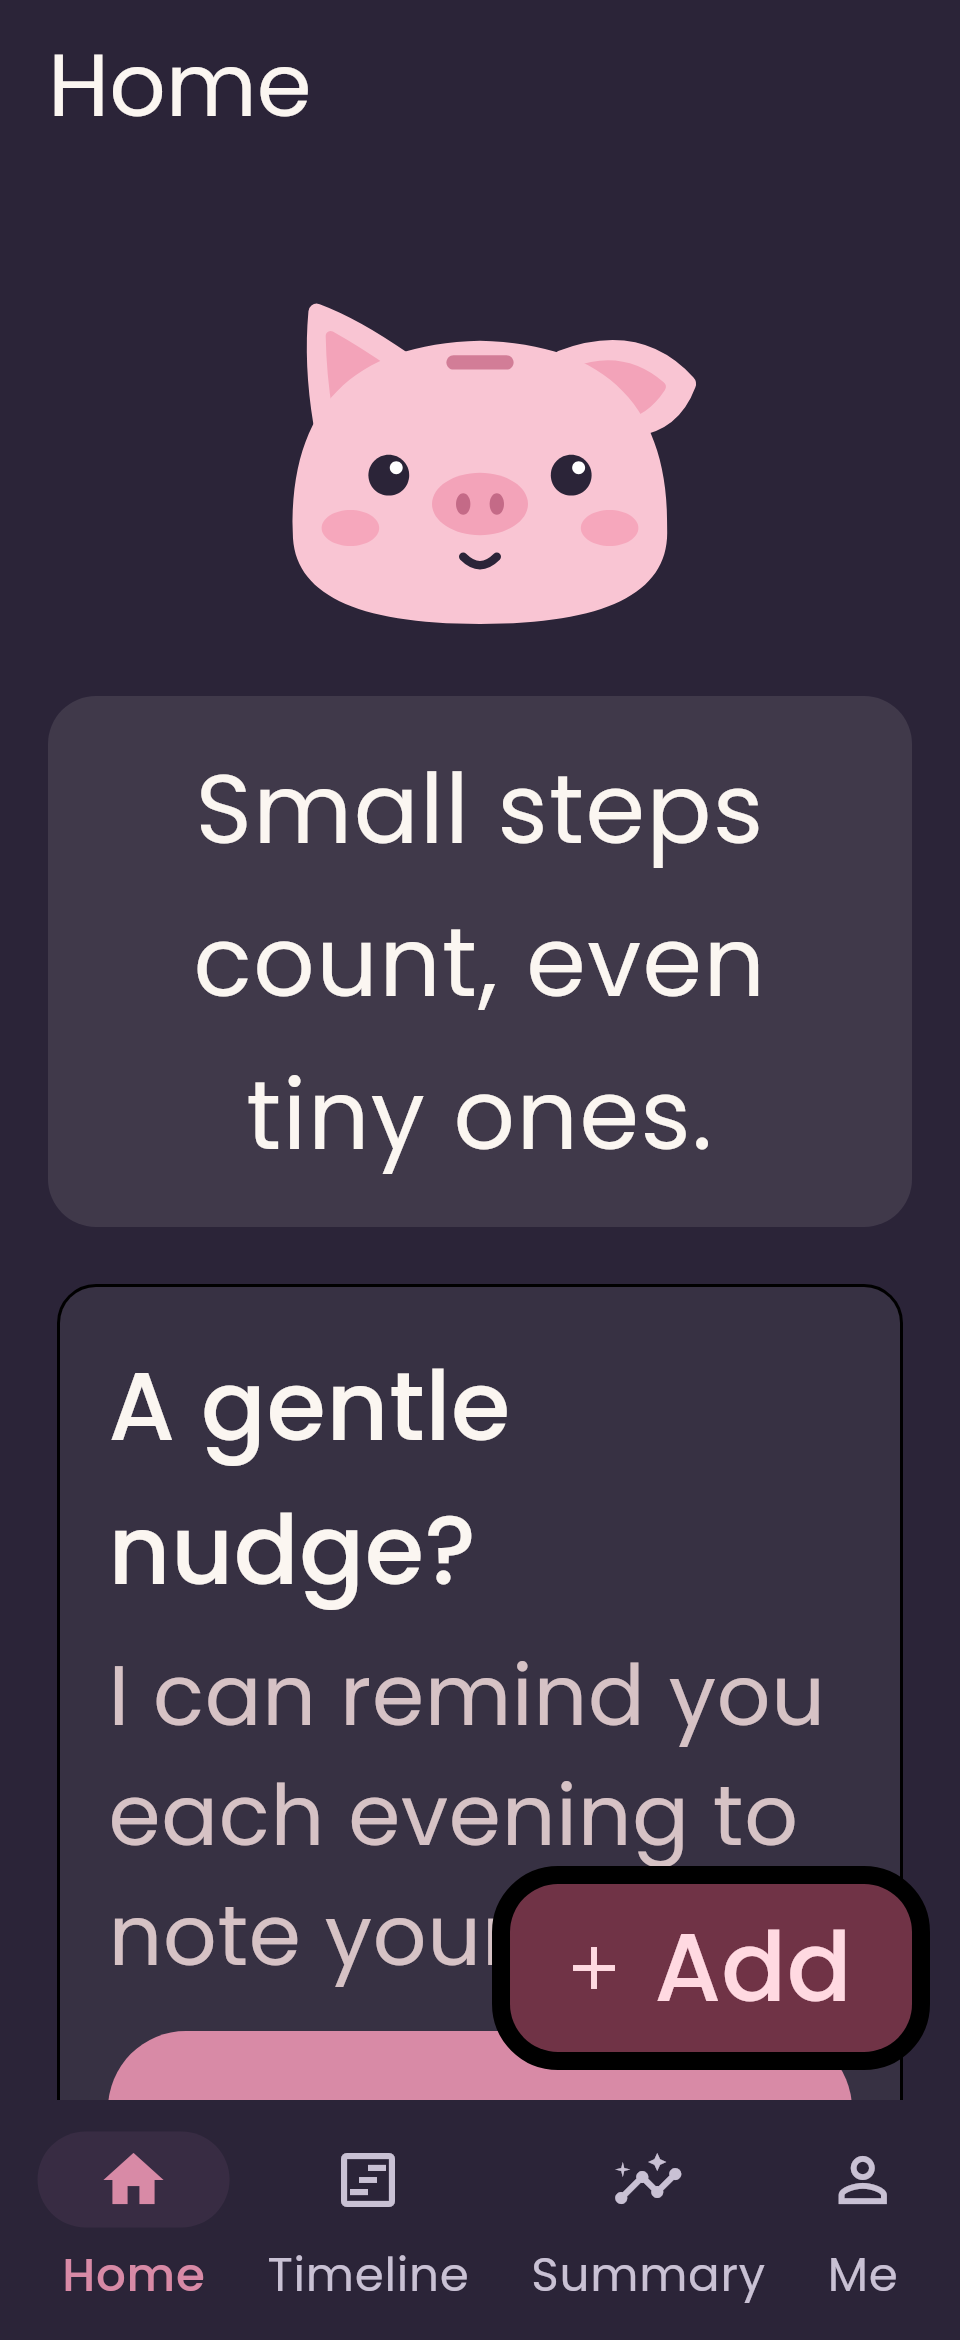 Home
Small steps
count, even
tiny ones.
A gentle
nudge?
I can remind you
each evening to
note your
+ Add
Home
Timeline
Summary
Me